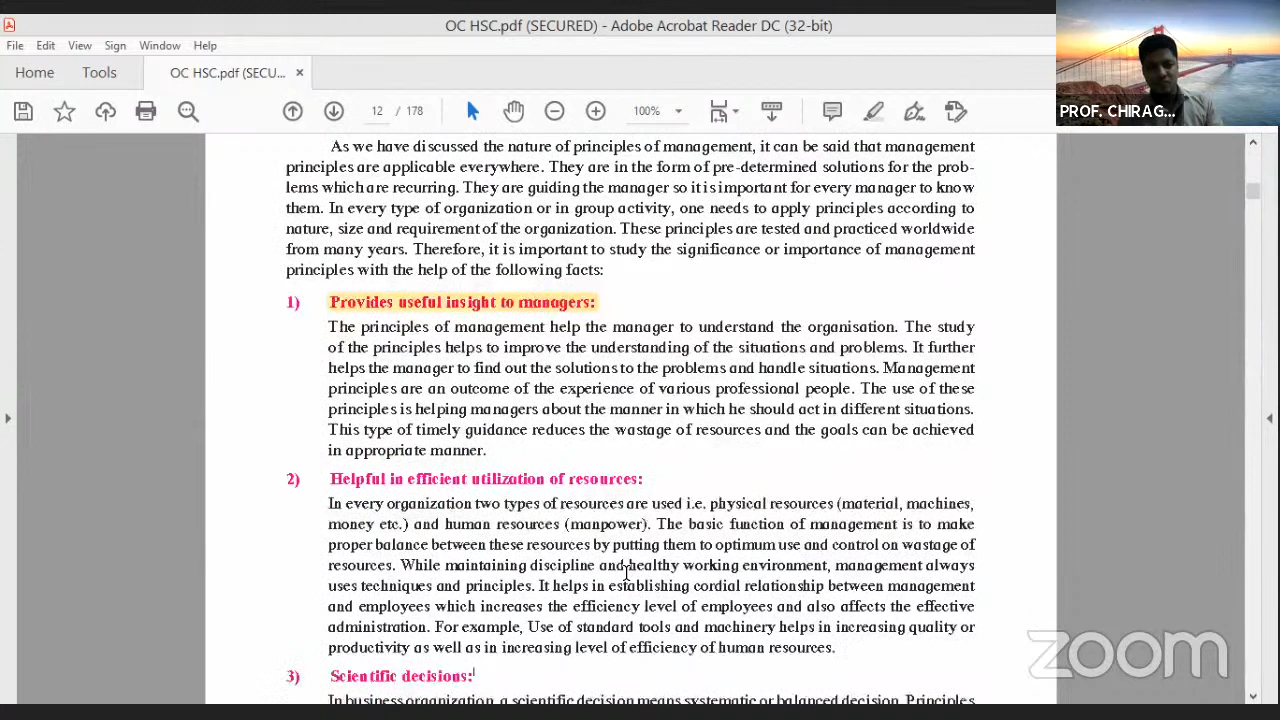 OC HSC.pdf (SECURED) - Adobe Acrobat Reader DC (32-bit)
File Edit View Sign Window Help
Home Tools OC HSC.pdf (SECU... ×
12 / 178 100%
PROF. CHIRAG...
As we have discussed the nature of principles of management, it can be said that management
principles are applicable everywhere. They are in the form of pre-determined solutions for the prob-
lems which are recurring. They are guiding the manager so it is important for every manager to know
them. In every type of organization or in group activity, one needs to apply principles according to
nature, size and requirement of the organization. These principles are tested and practiced worldwide
from many years. Therefore, it is important to study the significance or importance of management
principles with the help of the following facts:
1) Provides useful insight to managers:
The principles of management help the manager to understand the organisation. The study
of the principles helps to improve the understanding of the situations and problems. It further
helps the manager to find out the solutions to the problems and handle situations. Management
principles are an outcome of the experience of various professional people. The use of these
principles is helping managers about the manner in which he should act in different situations.
This type of timely guidance reduces the wastage of resources and the goals can be achieved
in appropriate manner.
2) Helpful in efficient utilization of resources:
In every organization two types of resources are used i.e. physical resources (material, machines,
money etc.) and human resources (manpower). The basic function of management is to make
proper balance between these resources by putting them to optimum use and control on wastage of
resources. While maintaining discipline and healthy working environment, management always
uses techniques and principles. It helps in establishing cordial relationship between management
and employees which increases the efficiency level of employees and also affects the effective
administration. For example, Use of standard tools and machinery helps in increasing quality or
productivity as well as in increasing level of efficiency of human resources.
3) Scientific decisions:
In business organization, a scientific decision means systematic or balanced decision. Principles
zoom